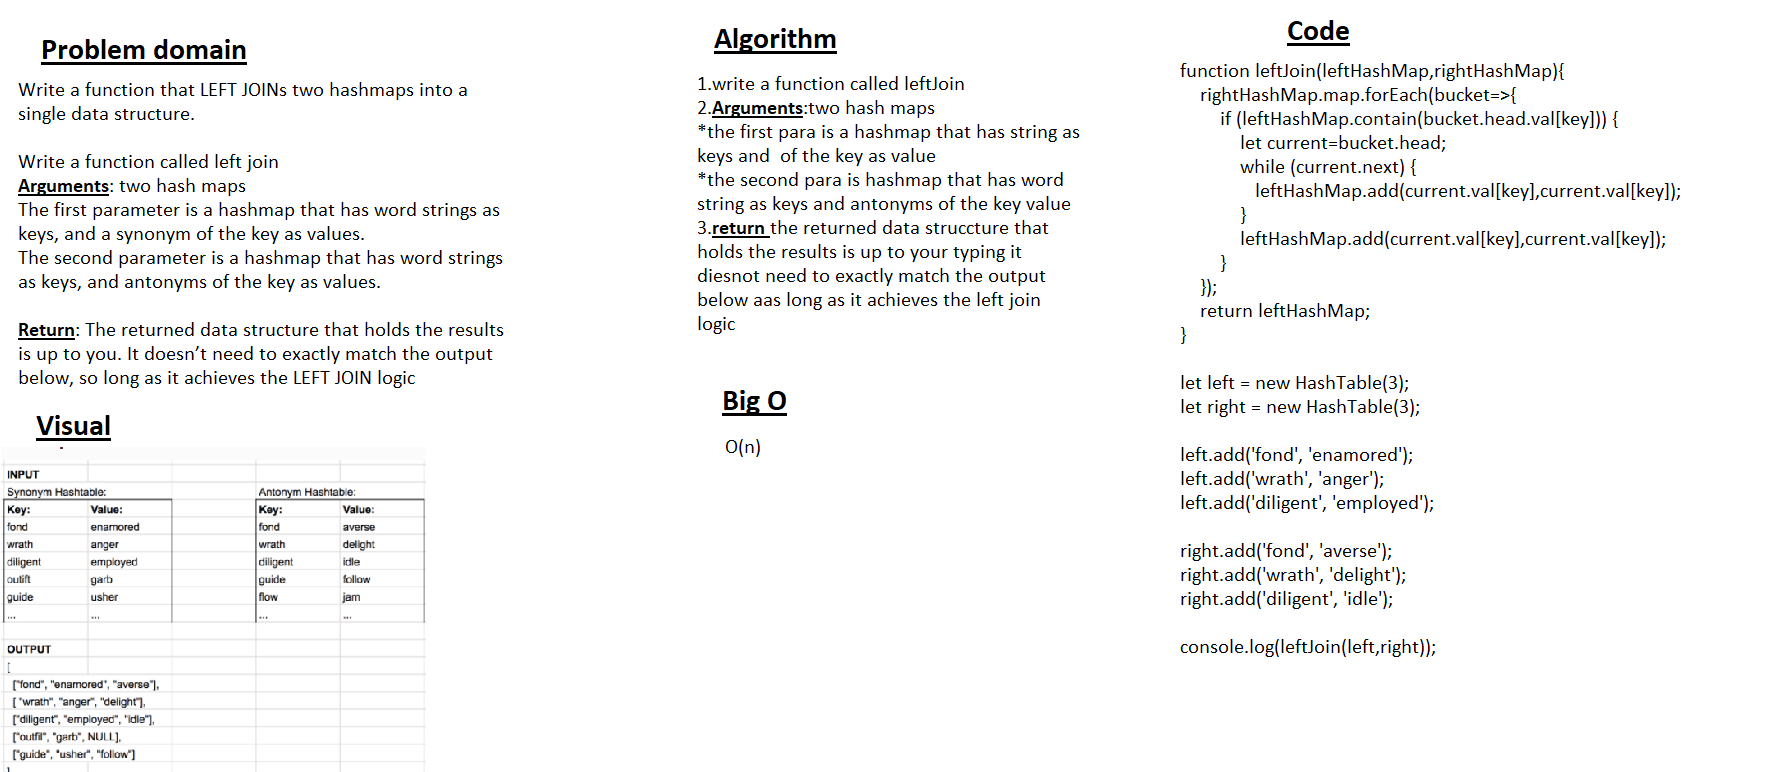 Problem domain
Write a function that LEFT JOINs two hashmaps into a
single data structure.
Write a function called left join
Arguments: two hash maps
The first parameter is a hashmap that has word strings as
keys, and a synonym of the key as values.
The second parameter is a hashmap that has word strings
as keys, and antonyms of the key as values.
Return: The returned data structure that holds the results
is up to you. It doesn't need to exactly match the output
below, so long as it achieves the LEFT JOIN logic
Visual
INPUT
Synonym Hashtable: Antonym Hashtable:
Key: Value: Key: Value:
fond enamored fond averse
wrath anger wrath delight
diligent employed diligent idle
outift garb guide follow
guide usher flow jam
... ... ... ...
OUTPUT
[
["fond", "enamored", "averse"],
[ "wrath", "anger", "delight"],
["diligent", "employed", "idle"],
["outfit", "garb", NULL],
["guide", "usher", "follow"]
Algorithm
1.write a function called leftJoin
2.Arguments:two hash maps
*the first para is a hashmap that has string as
keys and of the key as value
*the second para is hashmap that has word
string as keys and antonyms of the key value
3.return the returned data struccture that
holds the results is up to your typing it
diesnot need to exactly match the output
below aas long as it achieves the left join
logic
Big O
O(n)
Code
function leftJoin(leftHashMap,rightHashMap){
rightHashMap.map.forEach(bucket=>{
if (leftHashMap.contain(bucket.head.val[key])) {
let current=bucket.head;
while (current.next) {
leftHashMap.add(current.val[key],current.val[key]);
}
leftHashMap.add(current.val[key],current.val[key]);
}
});
return leftHashMap;
}
let left = new HashTable(3);
let right = new HashTable(3);
left.add('fond', 'enamored');
left.add('wrath', 'anger');
left.add('diligent', 'employed');
right.add('fond', 'averse');
right.add('wrath', 'delight');
right.add('diligent', 'idle');
console.log(leftJoin(left,right));